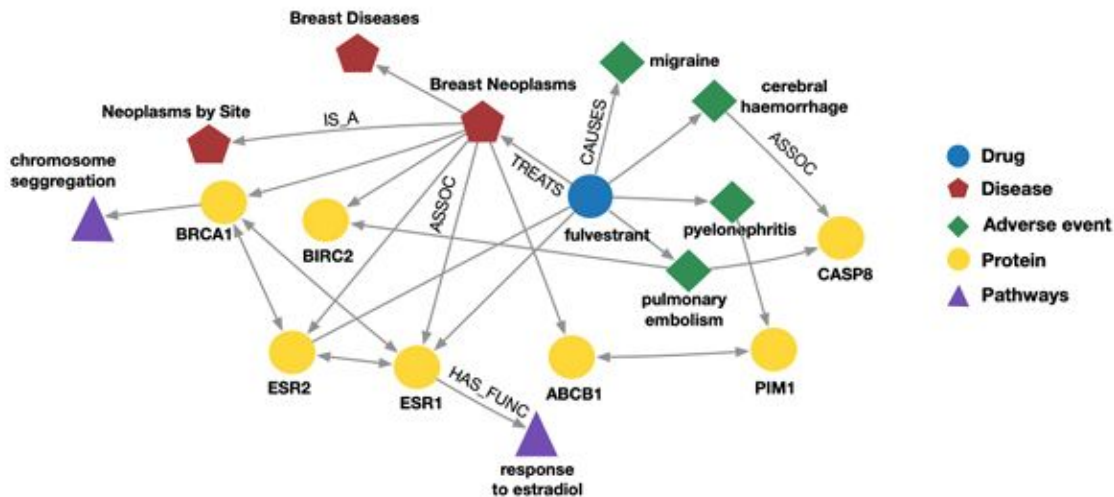 Breast Diseases
migraine
Breast Neoplasms
cerebral
haemorrhage
Neoplasms by Site
IS_A
CAUSES
ASSOC
chromosome
seggregation
TREATS
Drug
Disease
Adverse event
Protein
Pathways
ASSOC
BRCA1
BIRC2
fulvestrant
pyelonephritis
CASP8
pulmonary
embolism
ESR2
ESR1
HAS_FUNC
ABCB1
PIM1
response
to estradiol